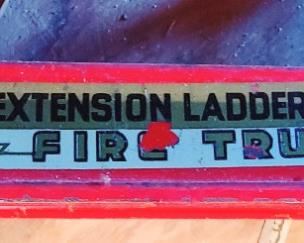 EXTENSION LADDER
FIRE TRU